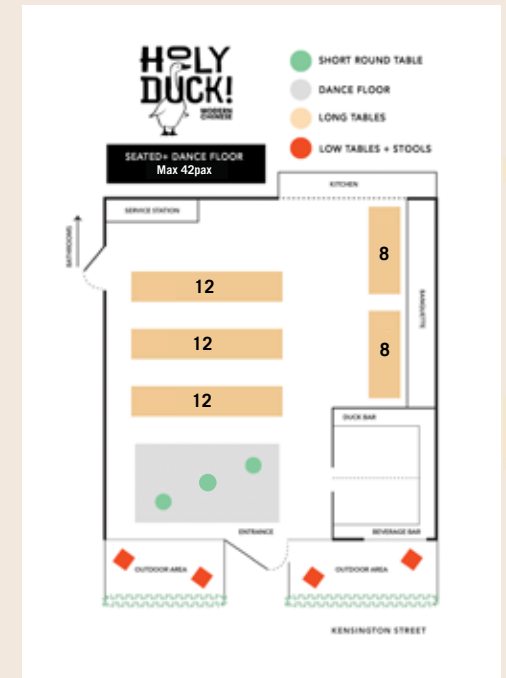 HOLY
DUCK!
MODERN
CHINESE
SHORT ROUND TABLE
DANCE FLOOR
LONG TABLES
LOW TABLES + STOOLS
SEATED+ DANCE FLOOR
Max 42pax
KITCHEN
SERVICE STATION
BATHROOMS
8
12
BANQUETTE
12
8
12
DUCK BAR
ENTRANCE
BEVERAGE BAR
OUTDOOR AREA
OUTDOOR AREA
KENSINGTON STREET